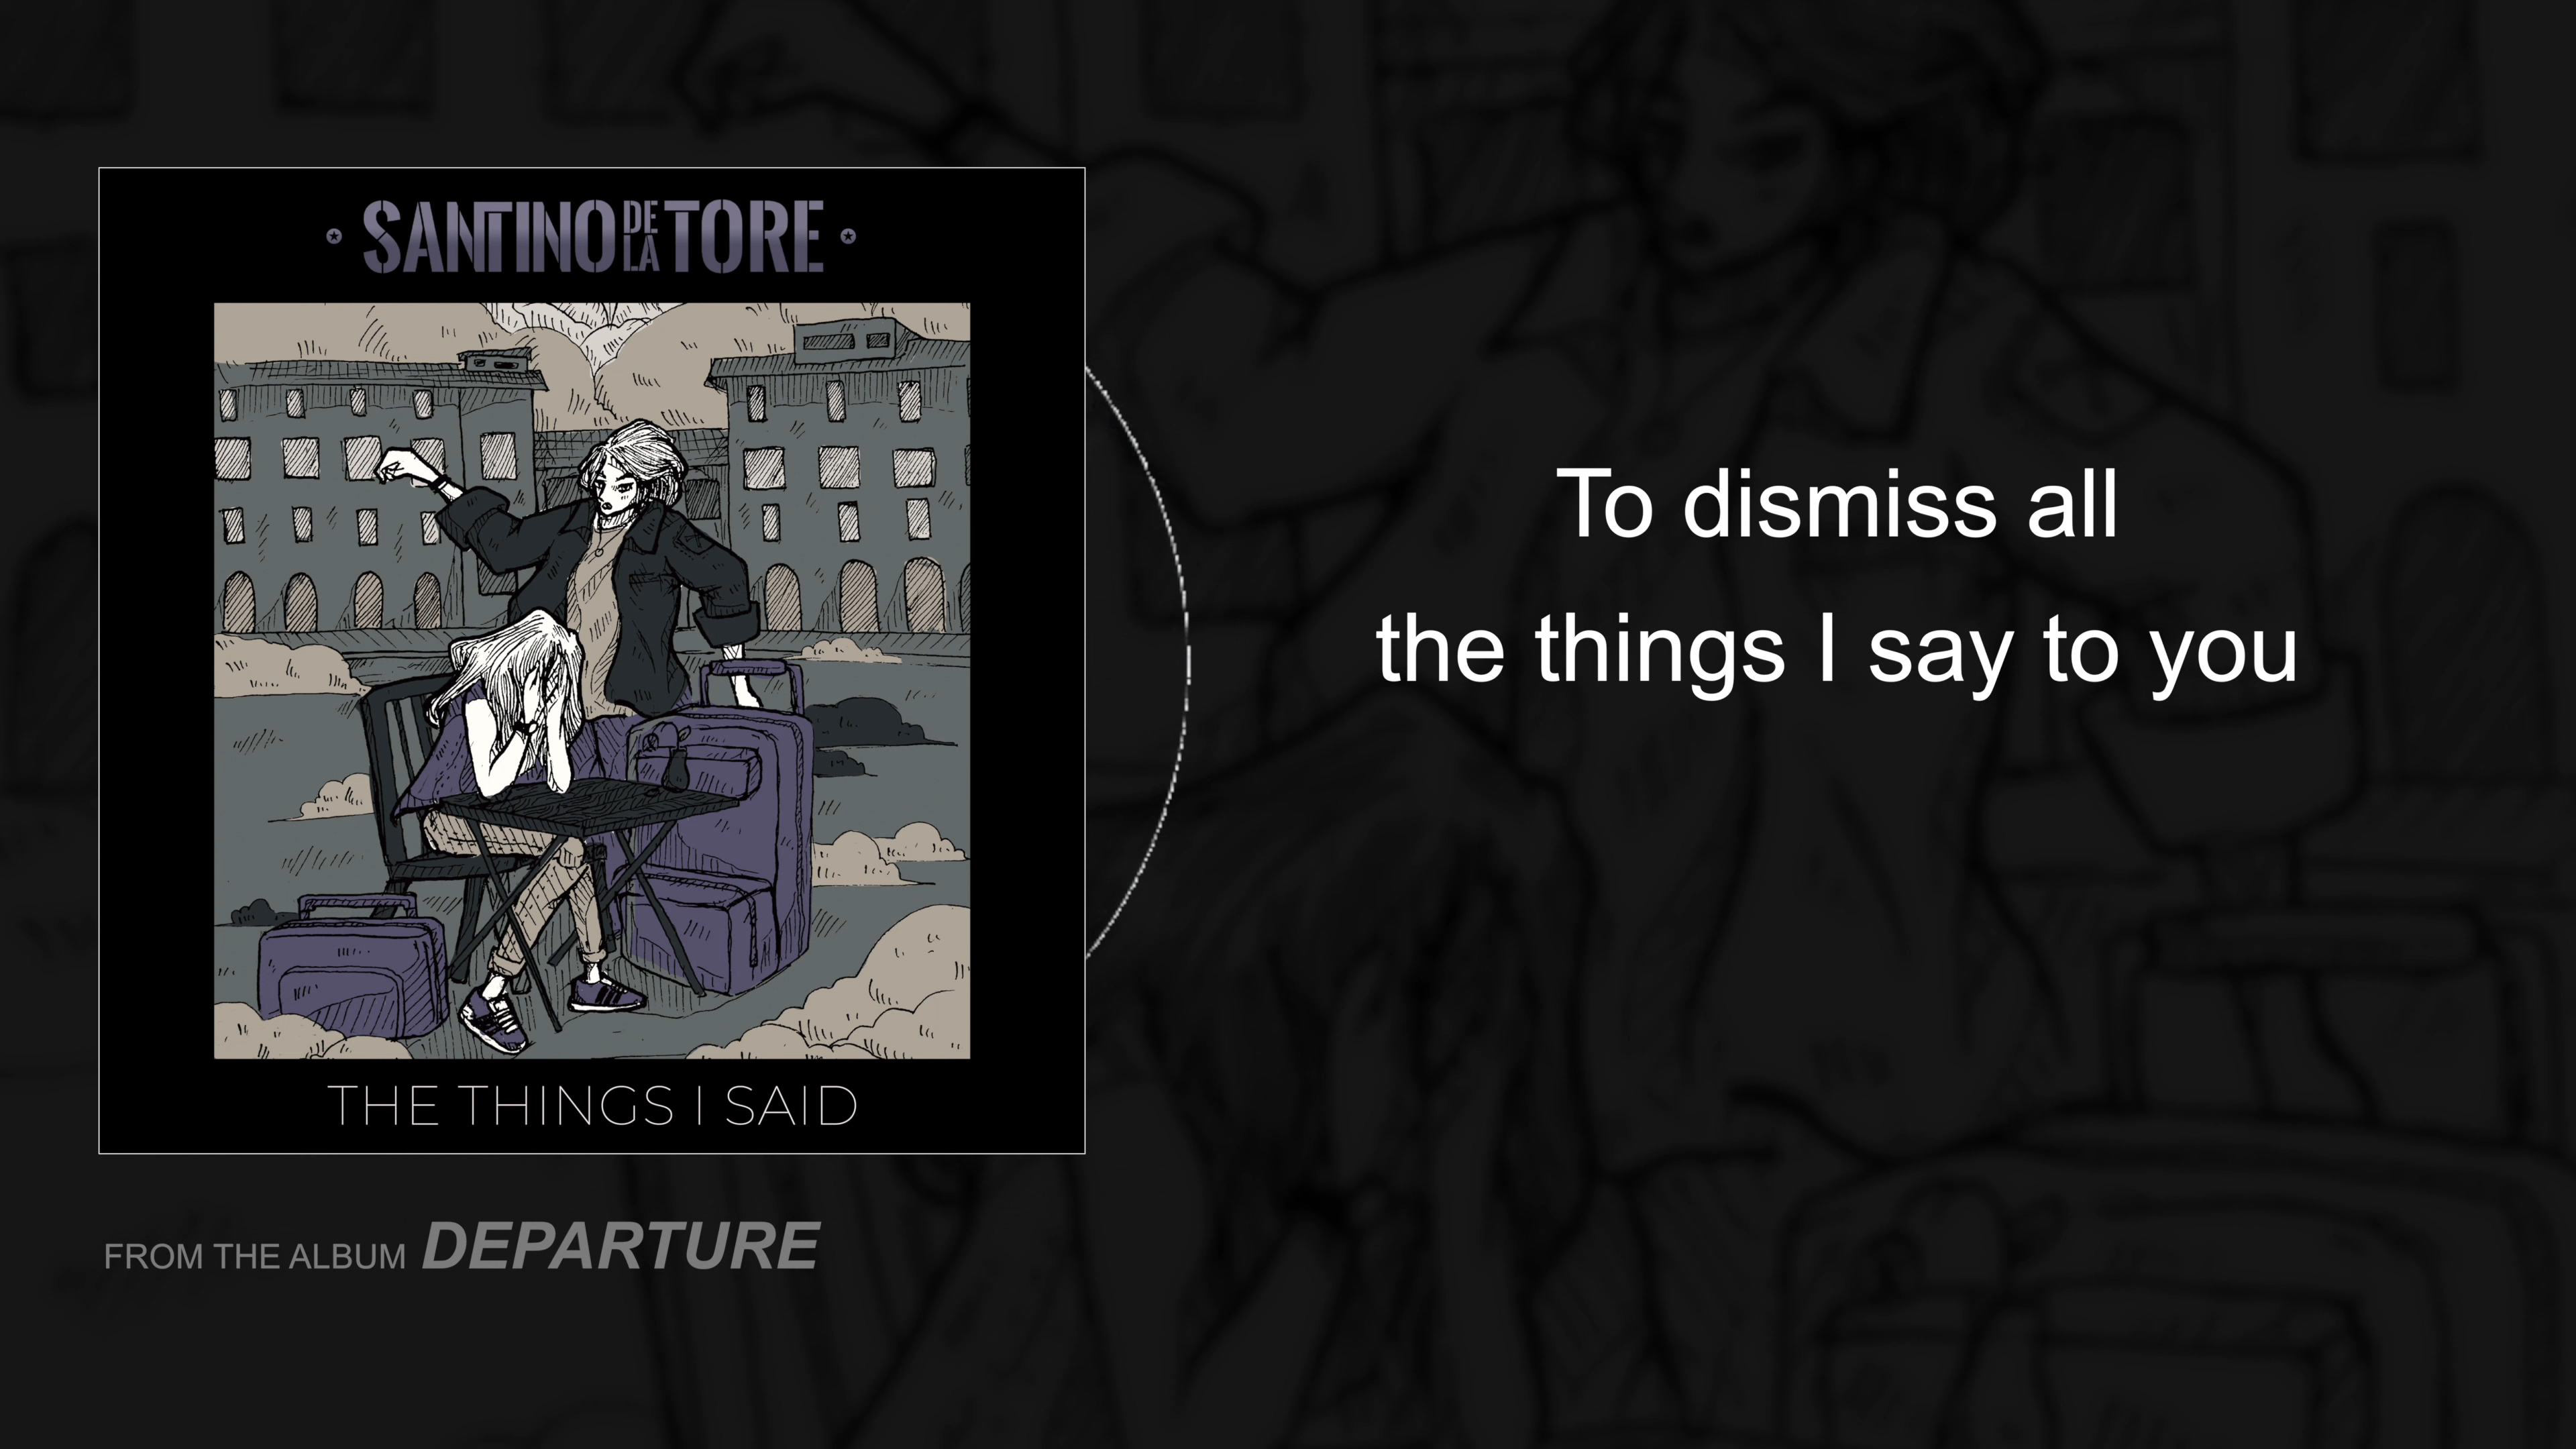 SANTINO DE LA TORE
THE THINGS I SAID
FROM THE ALBUM DEPARTURE
To dismiss all
the things I say to you